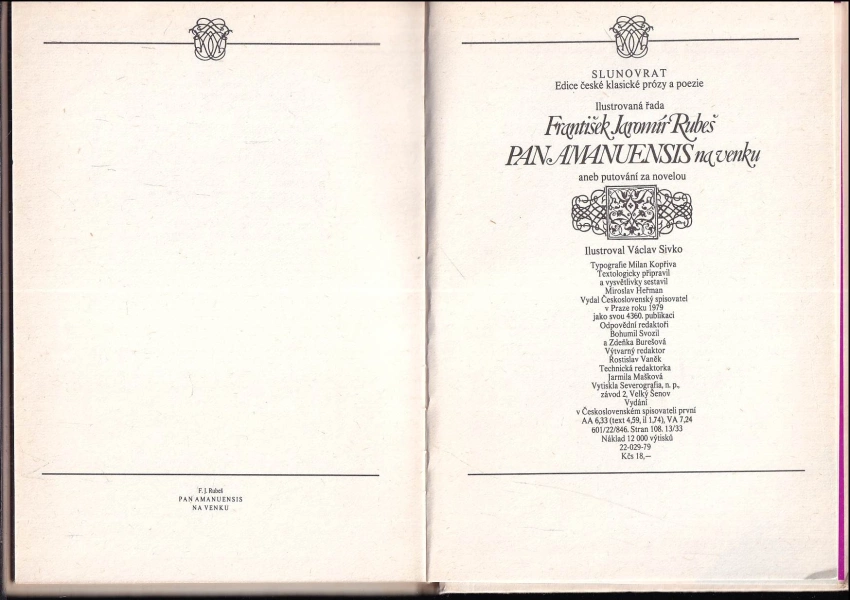 F. J. Rubeš
PAN AMANUENSIS
NA VENKU
SLUNOVRAT
Edice české klasické prózy a poezie
Ilustrovaná řada
František Jaromír Rubeš
PAN AMANUENSIS na venku
aneb putování za novelou
Ilustroval Václav Sivko
Typografie Milan Kopřiva
Textologicky připravil
a vysvětlivky sestavil
Miroslav Heřman
Vydal Československý spisovatel
v Praze roku 1979
jako svou 4360. publikaci
Odpovědní redaktoři
Bohumil Svozil
a Zdeňka Burešová
Výtvarný redaktor
Rostislav Vaněk
Technická redaktorka
Jarmila Mašková
Vytiskla Severografia, n. p.,
závod 2, Velký Šenov
Vydání
v Československém spisovateli první
AA 6,33 (text 4,59, il 1,74), VA 7,24
601/22/846. Stran 108. 13/33
Náklad 12 000 výtisků
22-029-79
Kčs 18,—